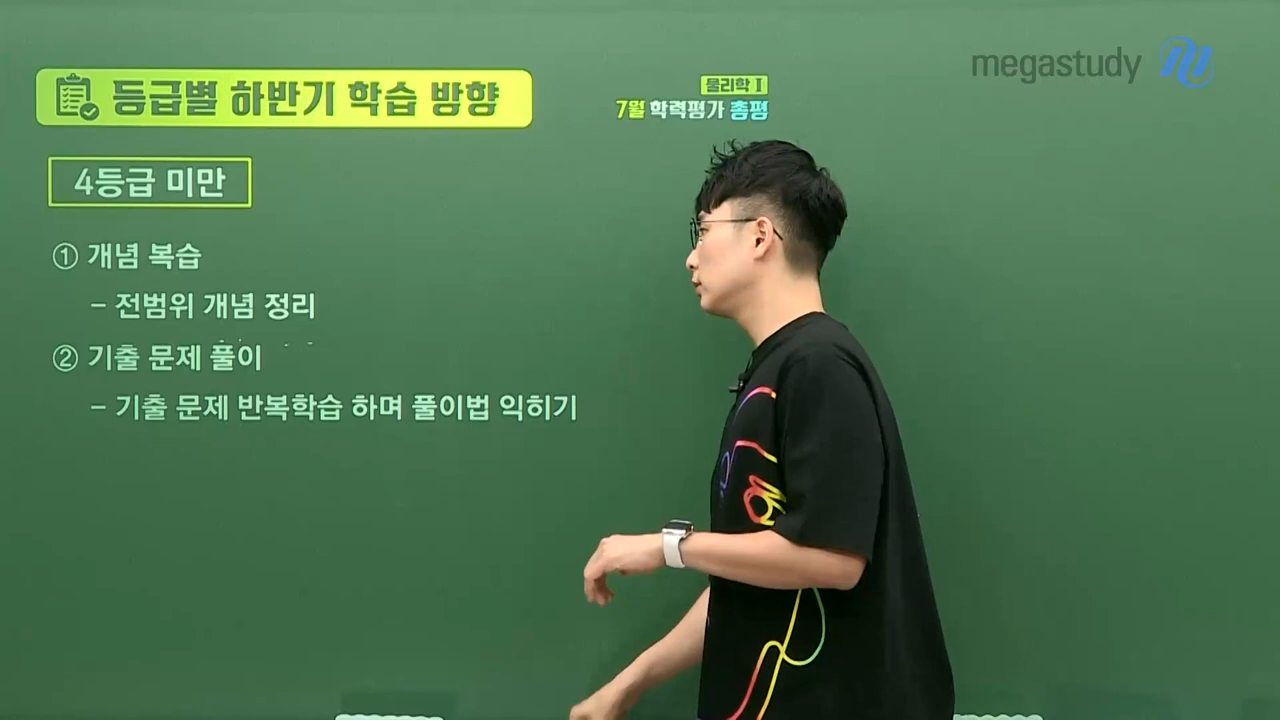 등급별 하반기 학습 방향
물리학 Ⅰ
7월 학력평가 총평
megastudy
4등급 미만
① 개념 복습
- 전범위 개념 정리
② 기출 문제 풀이
- 기출 문제 반복학습 하며 풀이법 익히기